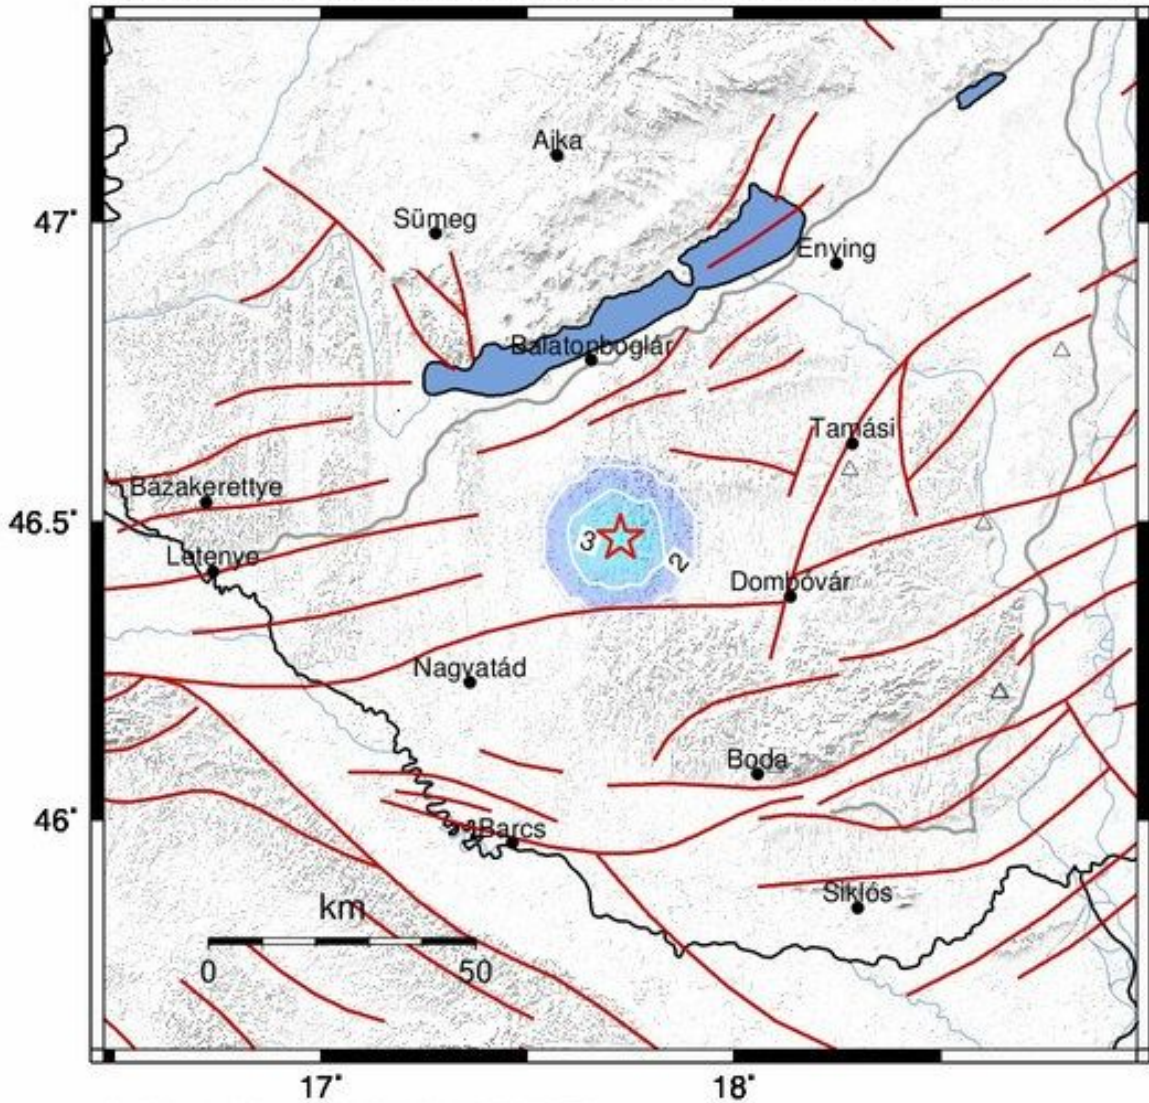 Ajka
47°
Sümeg
Enying
Balatonboglár
Tamási
Bázakerettye
46.5°
3
2
Letenye
Dombóvár
Nagyatád
Boda
46°
Barcs
Siklós
km
0 50
17° 18°